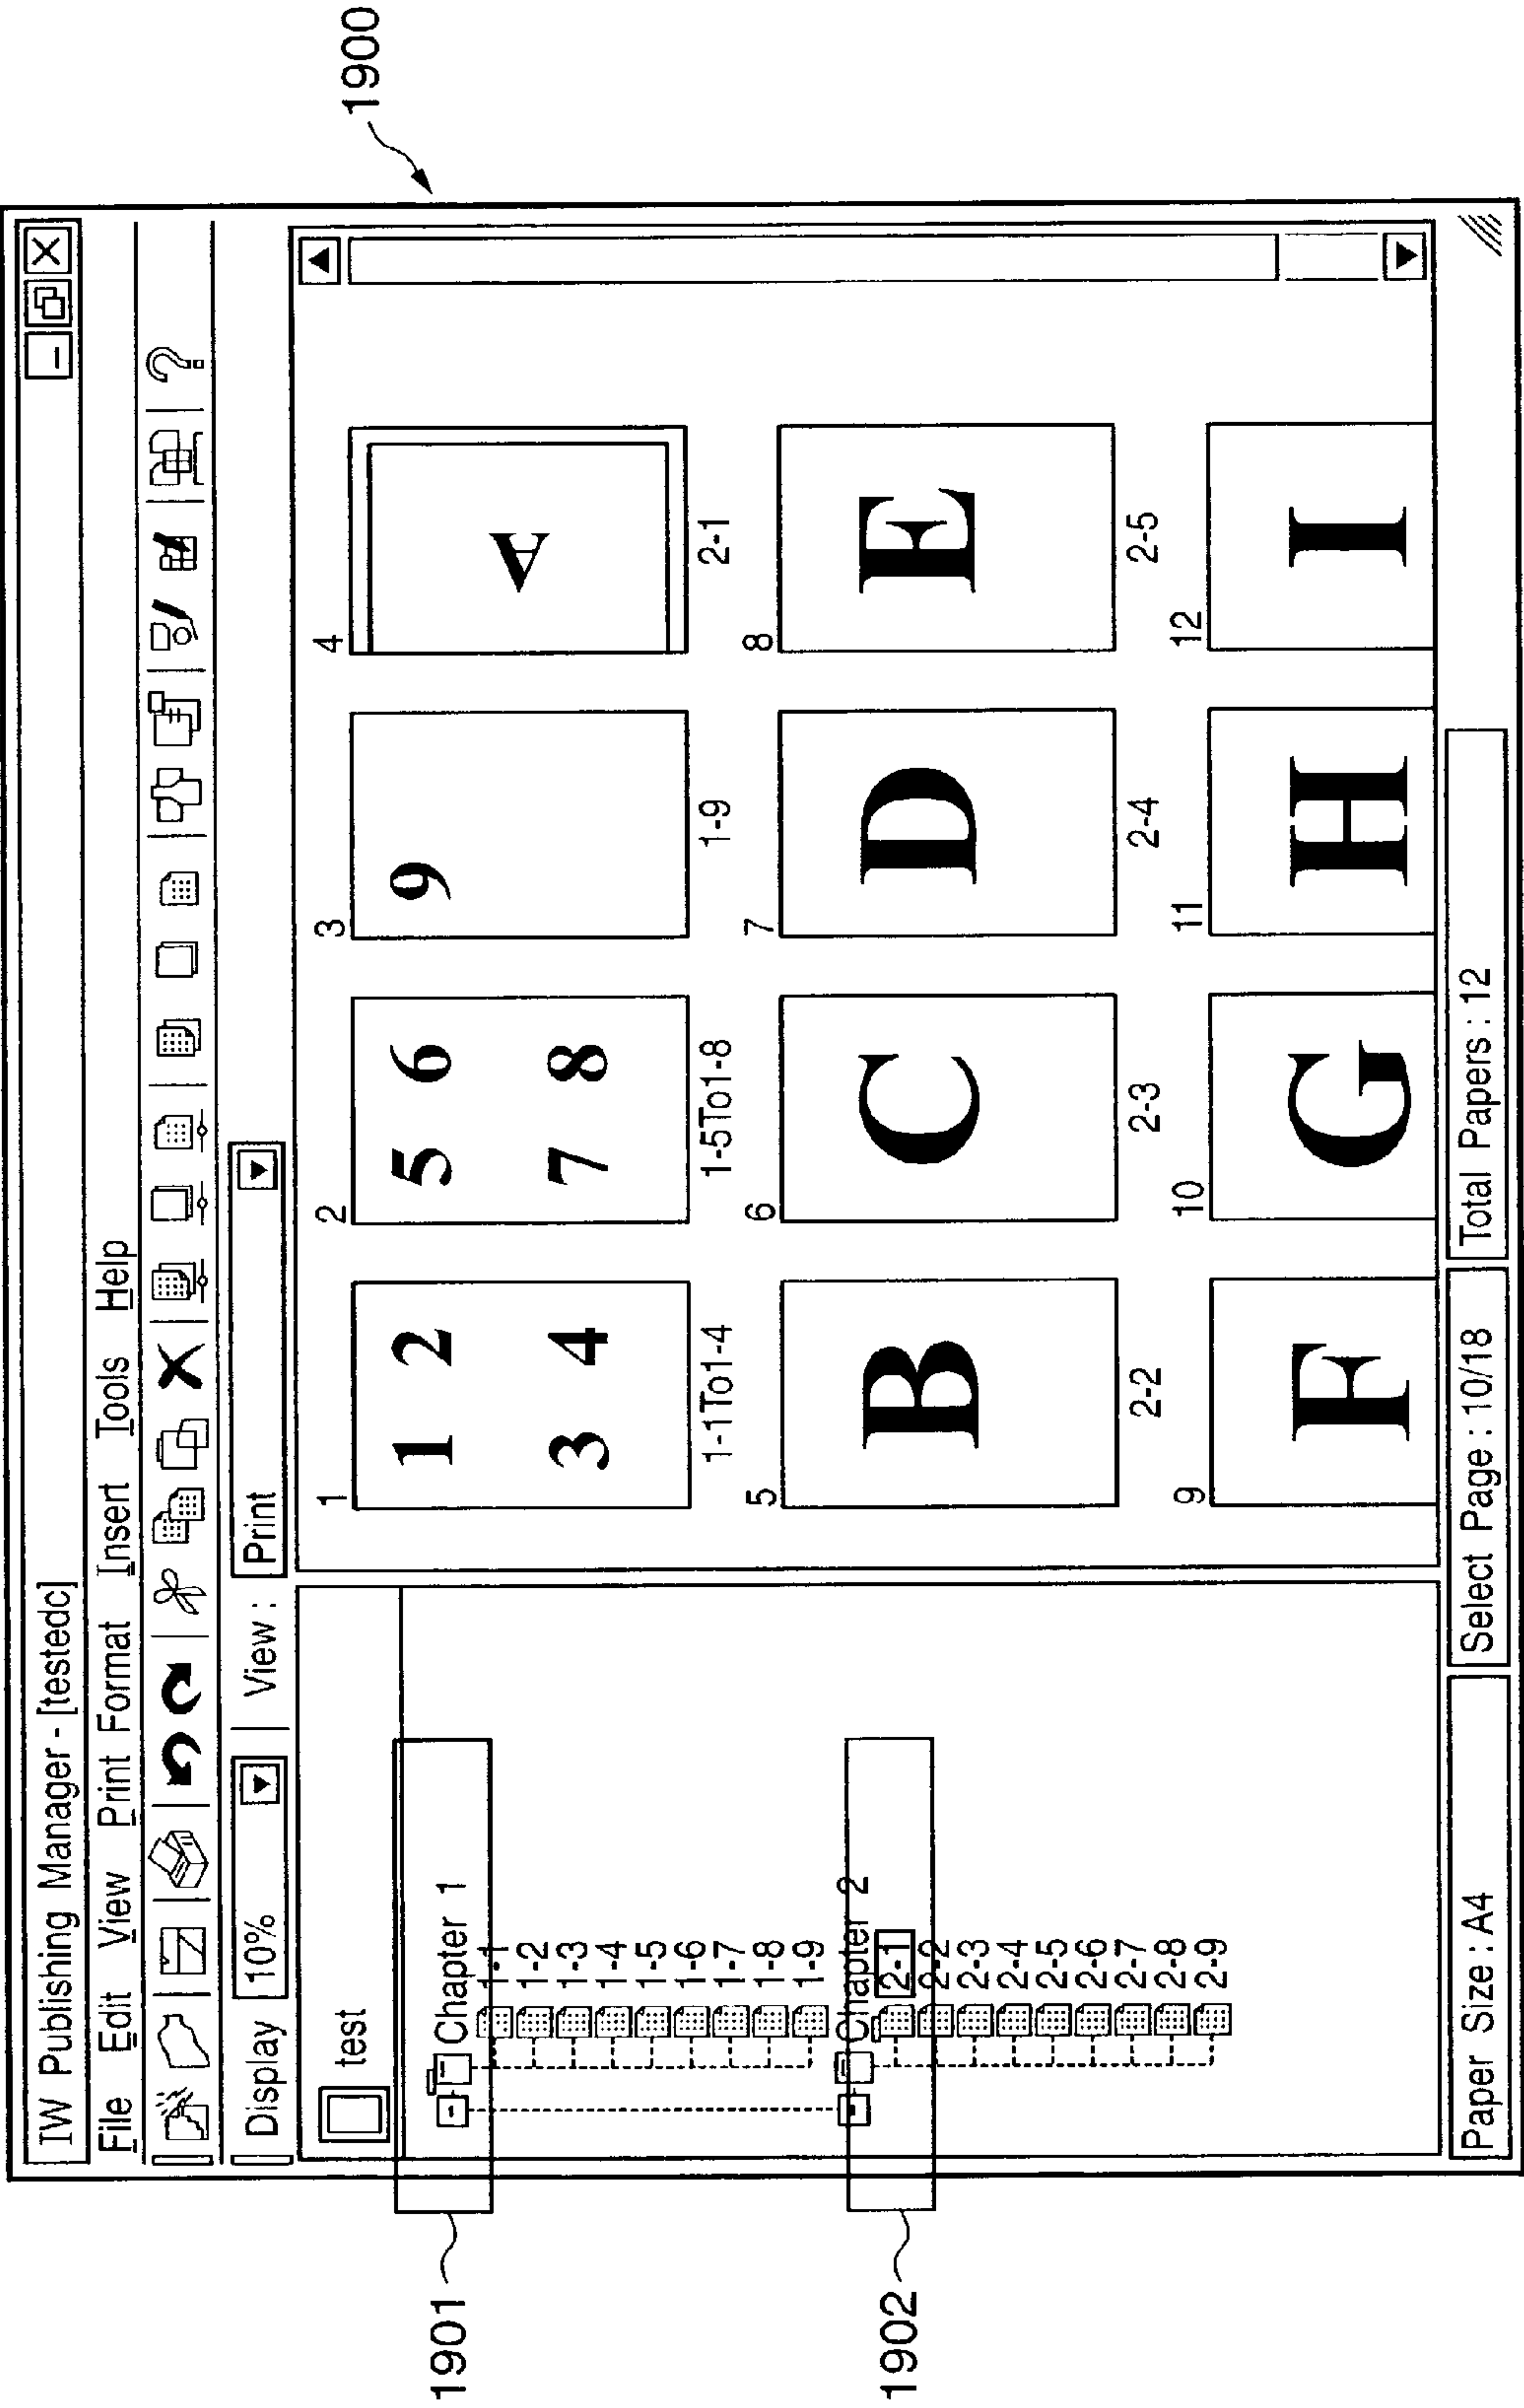 1900
IW Publishing Manager - [testedc]
File Edit View Print Format Insert Tools Help
?
Display 10% View : Print
test
1901
Chapter 1
1-1
1-2
1-3
1-4
1-5
1-6
1-7
1-8
1-9
1902
Chapter 2
2-1
2-2
2-3
2-4
2-5
2-6
2-7
2-8
2-9
1 2 3 4
1 2 5 6 9 A
3 4 7 8
1-1To1-4 1-5To1-8 1-9 2-1
5 6 7 8
B C D E
2-2 2-3 2-4 2-5
9 10 11 12
F G H I
Paper Size : A4 Select Page : 10/18 Total Papers : 12